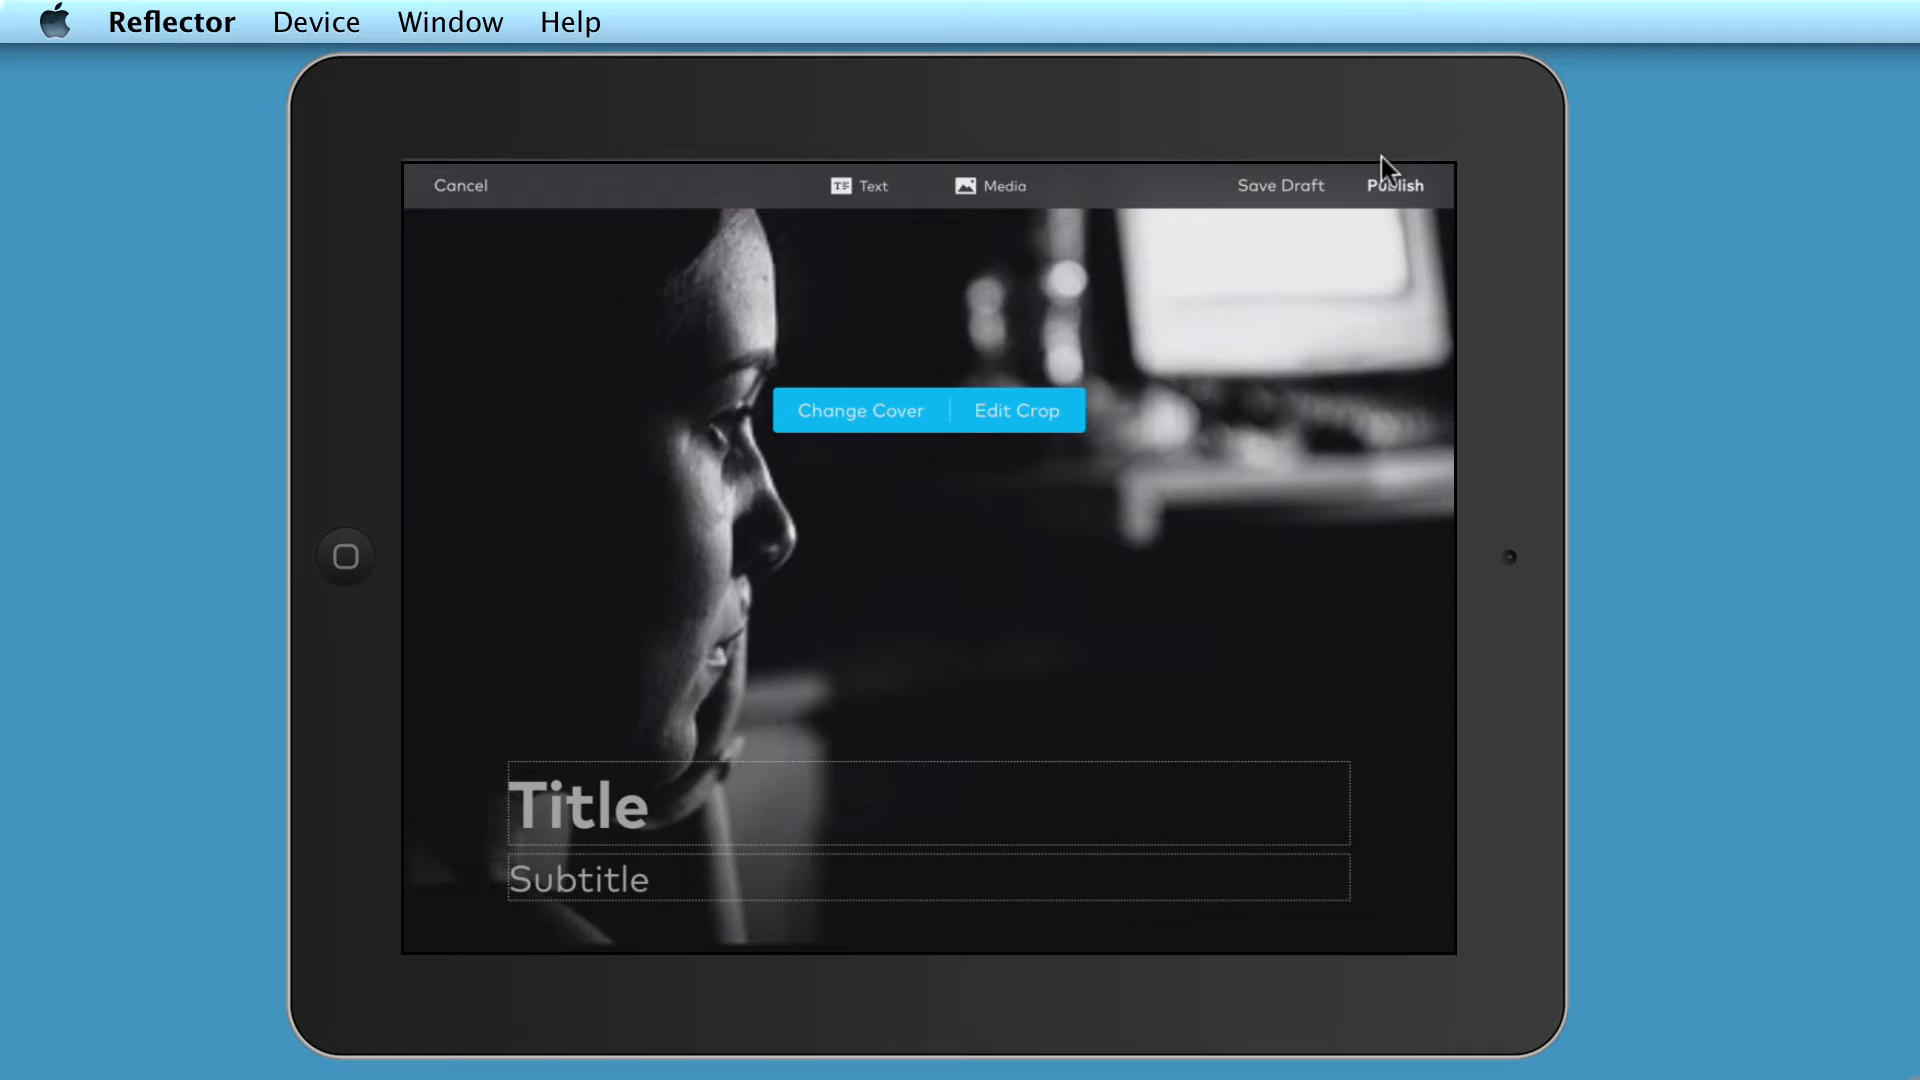 Reflector Device Window Help
Cancel Text Media Save Draft Publish
Change Cover Edit Crop
Title
Subtitle